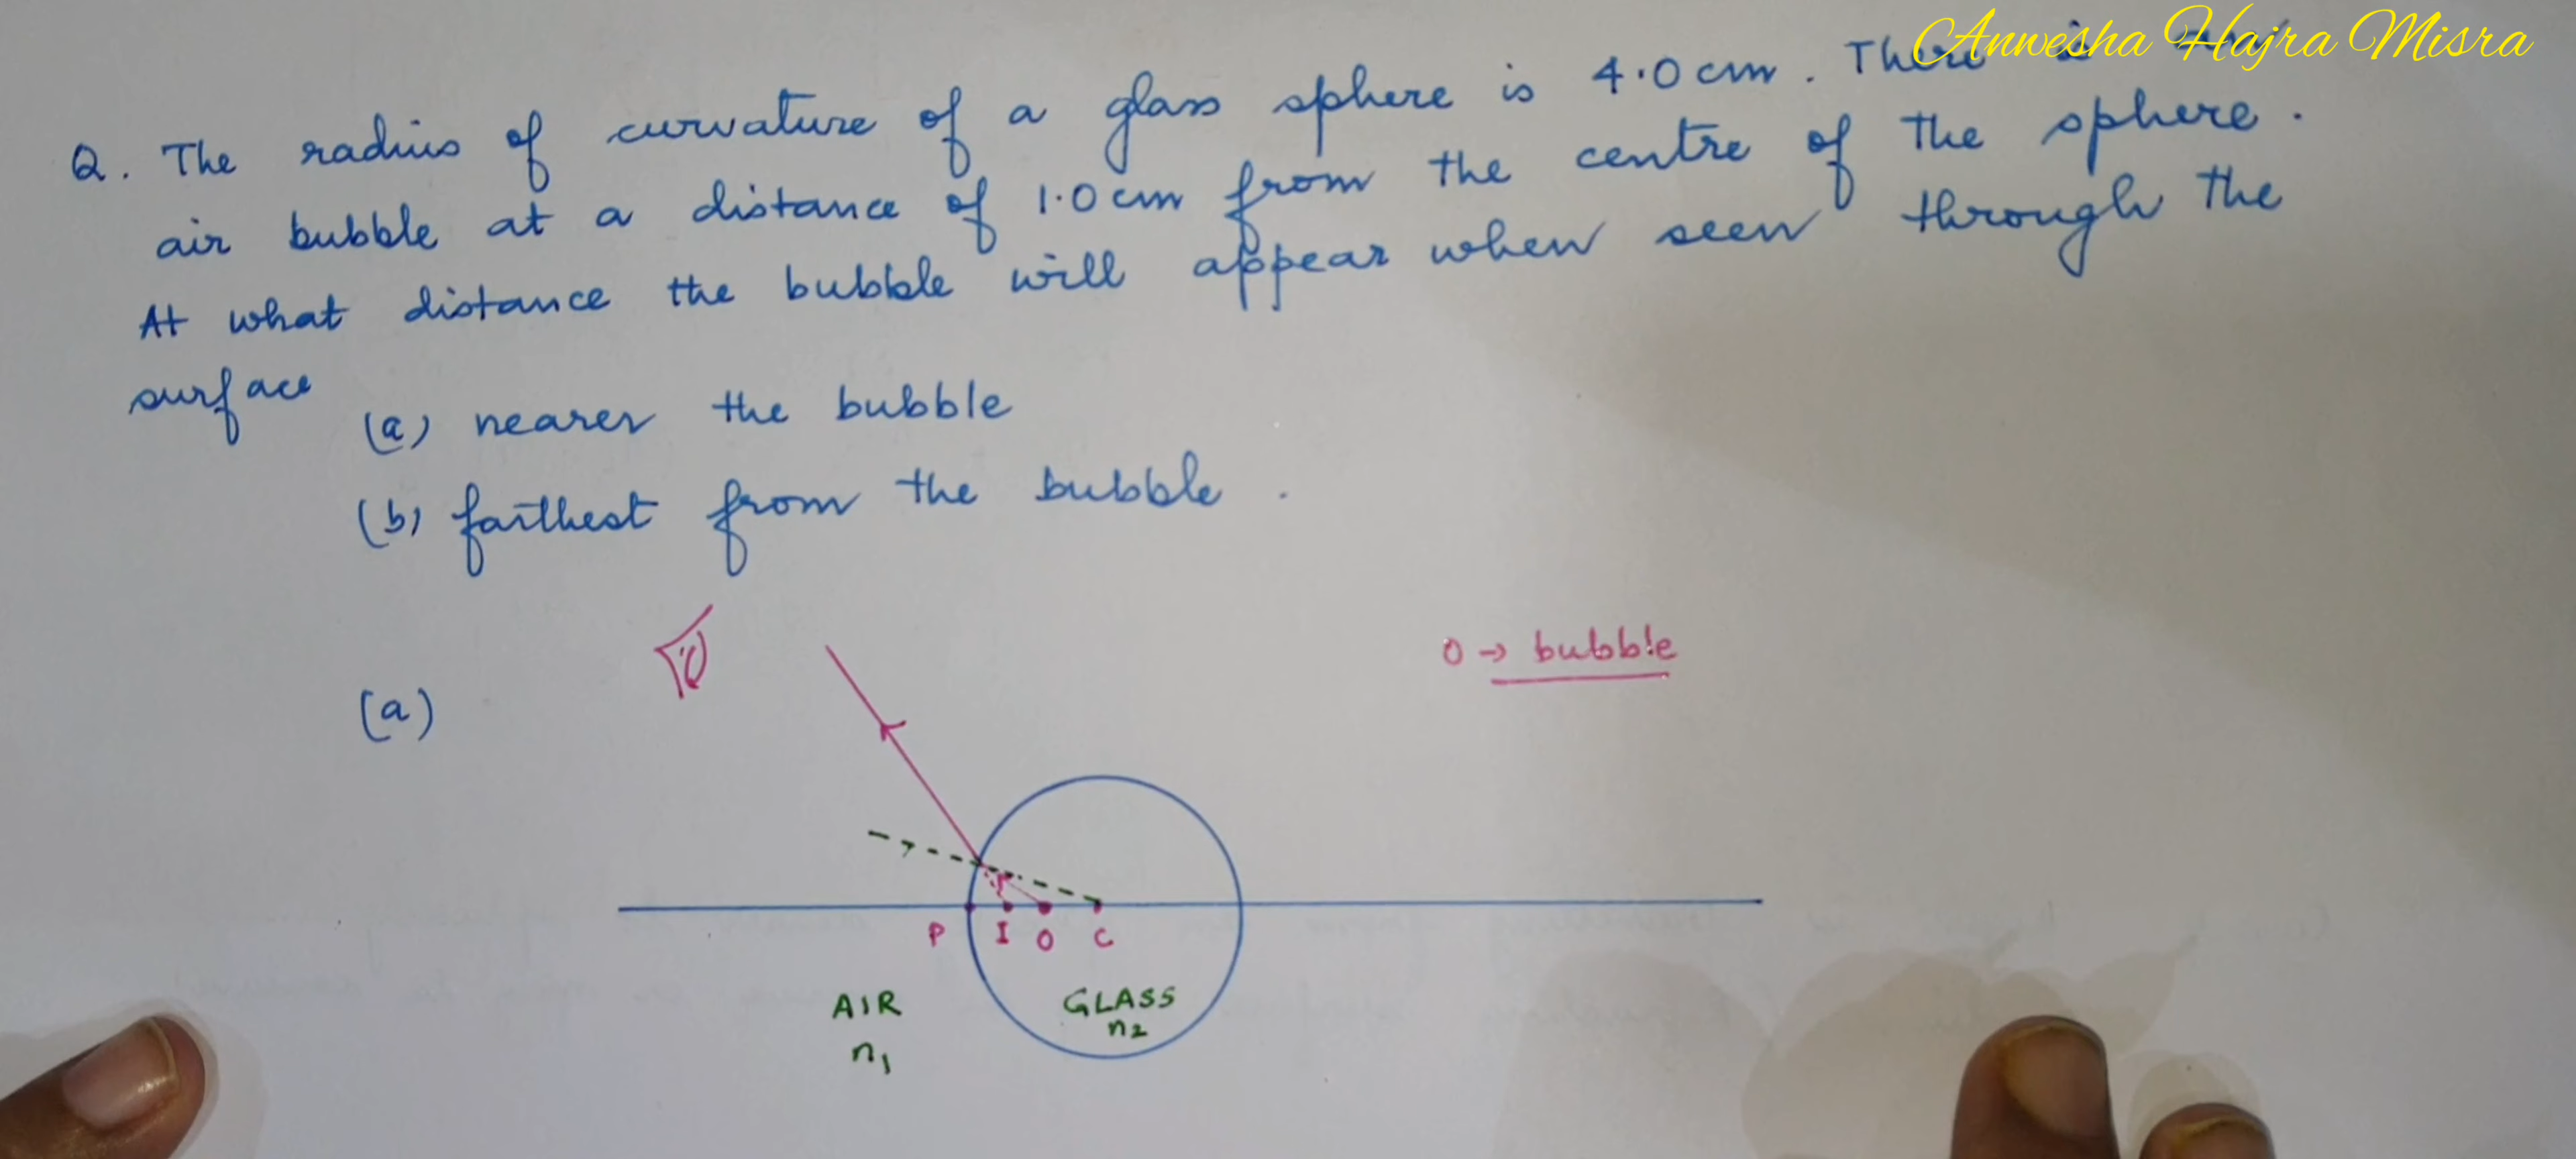 Anwesha Hajra Misra
Q. The radius of curvature of a glass sphere is 4.0 cm. There is
air bubble at a distance of 1.0 cm from the centre of the sphere.
At what distance the bubble will appear when seen through the
surface
(a) nearer the bubble
(b) farthest from the bubble.
O → bubble
(a)
P I O C
AIR GLASS
n1 n2